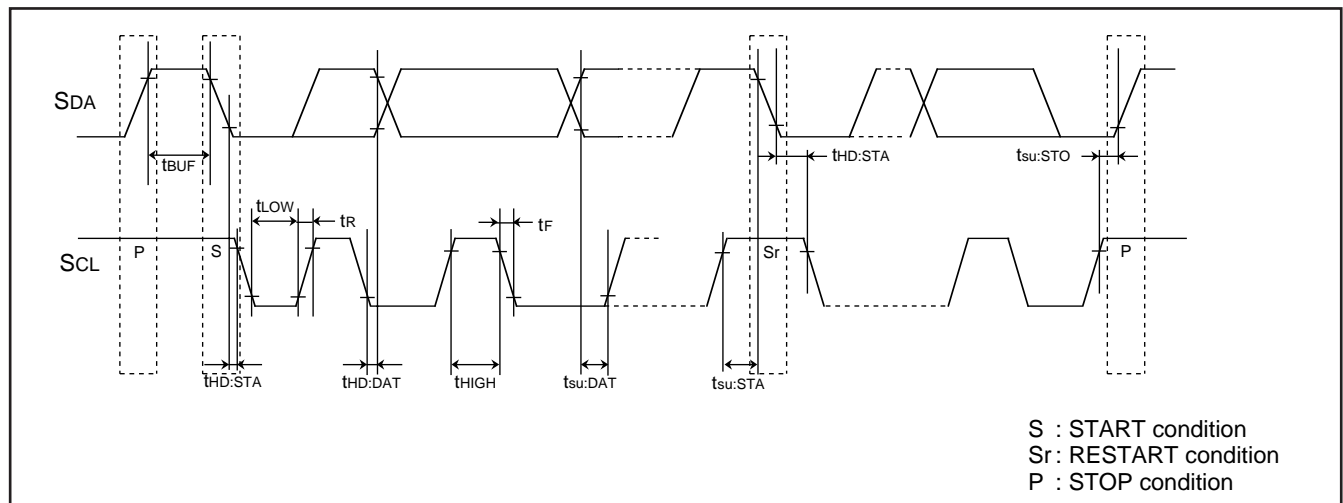 SDA
tBUF
tHD:STA
tsu:STO
tLOW
tR
tF
SCL
P
S
Sr
P
tHD:STA
tHD:DAT
tHIGH
tsu:DAT
tsu:STA
S : START condition
Sr : RESTART condition
P : STOP condition